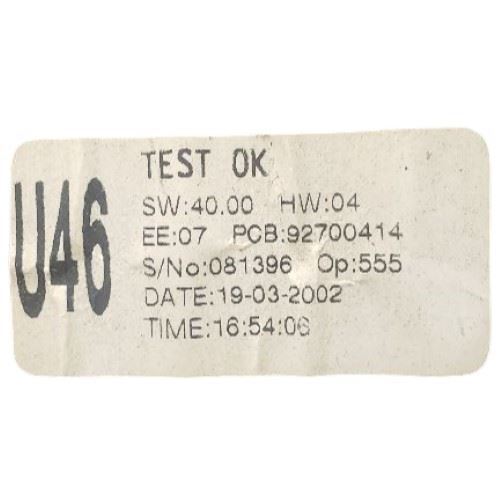 U46
TEST OK
SW:40.00 HW:04
EE:07 PCB:92700414
S/No:081396 Op:555
DATE:19-03-2002
TIME:16:54:06